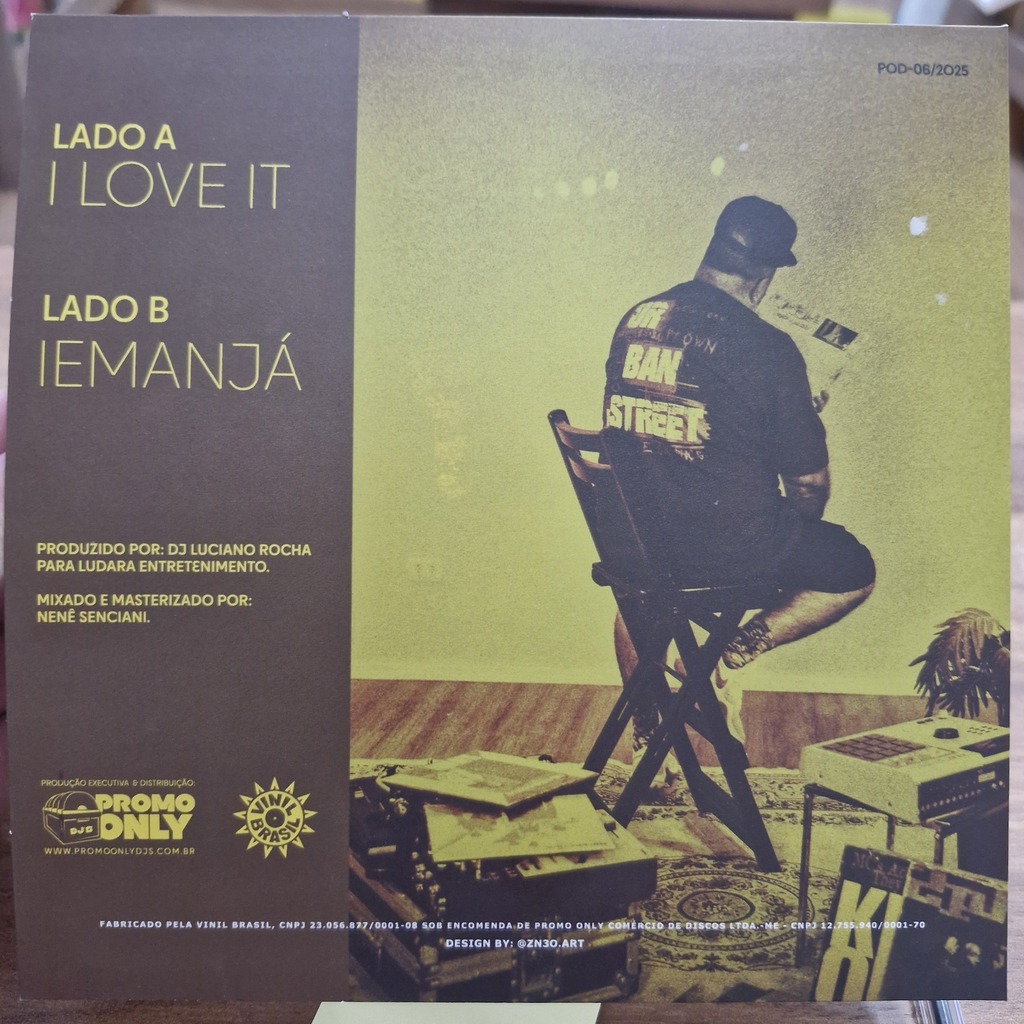 POD-06/2025
LADO A
I LOVE IT
LADO B
IEMANJÁ
UR
BAN
STREET
PRODUZIDO POR: DJ LUCIANO ROCHA
PARA LUDARA ENTRETENIMENTO.
MIXADO E MASTERIZADO POR:
NENÊ SENCIANI.
PRODUÇÃO EXECUTIVA & DISTRIBUIÇÃO:
PROMO
ONLY
WWW.PROMOONLYDJS.COM.BR
VINIL
BRASIL
FABRICADO PELA VINIL BRASIL, CNPJ 23.056.877/0001-08 SOB ENCOMENDA DE PROMO ONLY COMÉRCIO DE DISCOS LTDA.-ME - CNPJ 12.755.940/0001-70
DESIGN BY: @ZN3O.ART